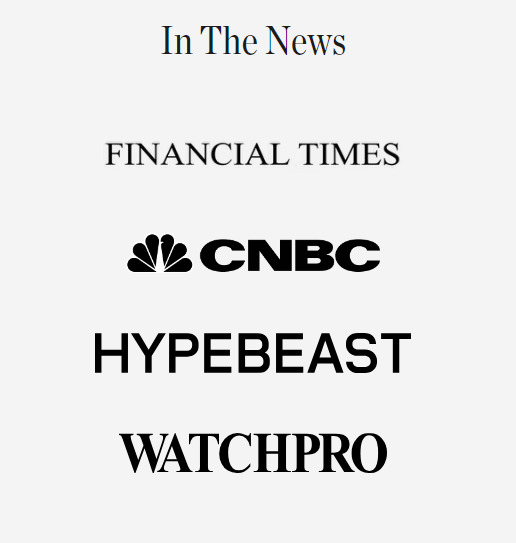 In The News
FINANCIAL TIMES
CNBC
HYPEBEAST
WATCHPRO